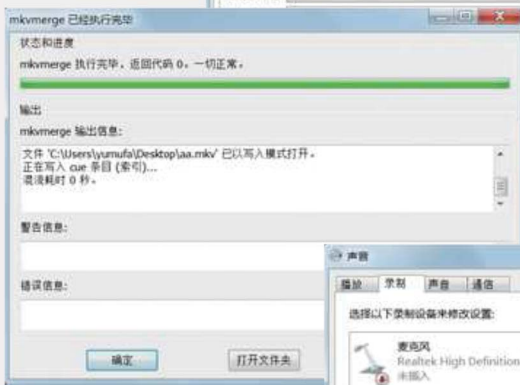 mkvmerge 已经执行完毕
状态和进度
mkvmerge 执行完毕，返回代码 0。一切正常。
输出
mkvmerge 输出信息:
文件 'C:\Users\yumufa\Desktop\aa.mkv' 已以写入模式打开。
正在写入 cue 条目 (索引)...
混流耗时 0 秒。
警告信息:
错误信息:
确定
打开文件夹
声音
播放 录制 声音 通信
选择以下录制设备来修改设置:
麦克风
Realtek High Definition
未插入